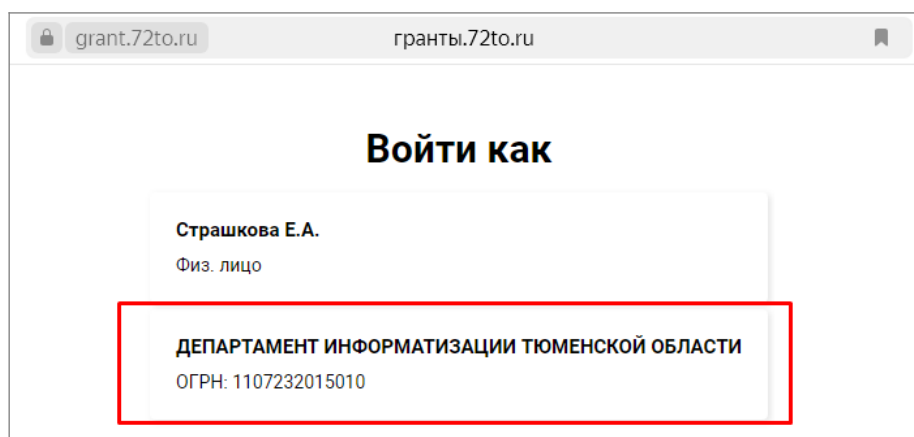 grant.72to.ru гранты.72to.ru
Войти как
Страшкова Е.А.
Физ. лицо
ДЕПАРТАМЕНТ ИНФОРМАТИЗАЦИИ ТЮМЕНСКОЙ ОБЛАСТИ
ОГРН: 1107232015010